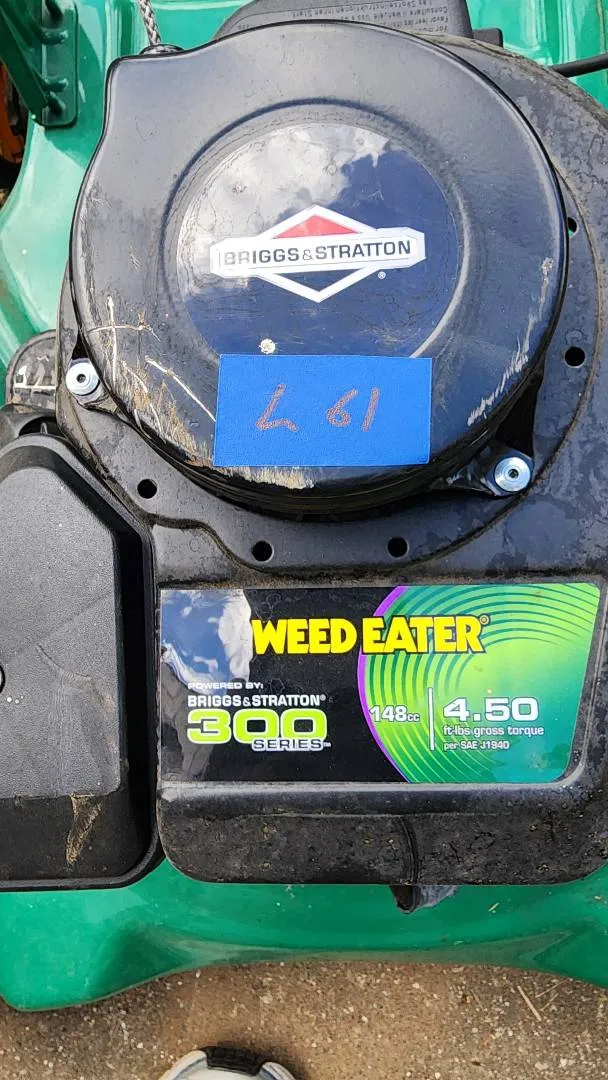 BRIGGS&STRATTON
®
L 61
WEED EATER®
POWERED BY:
BRIGGS&STRATTON®
300
SERIES™
148cc
4.50
ft-lbs gross torque
per SAE J1940